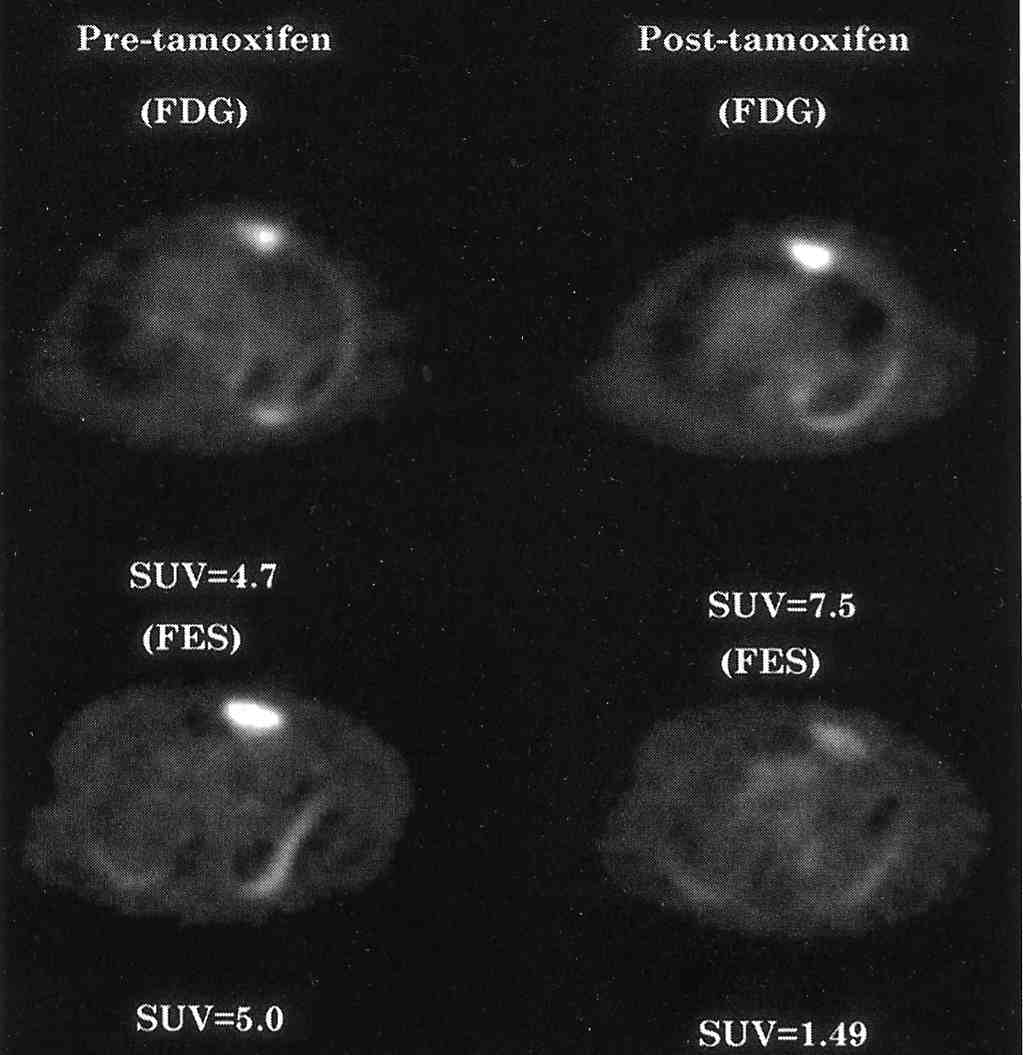 Pre-tamoxifen
(FDG)
Post-tamoxifen
(FDG)
SUV=4.7
(FES)
SUV=7.5
(FES)
SUV=5.0
SUV=1.49